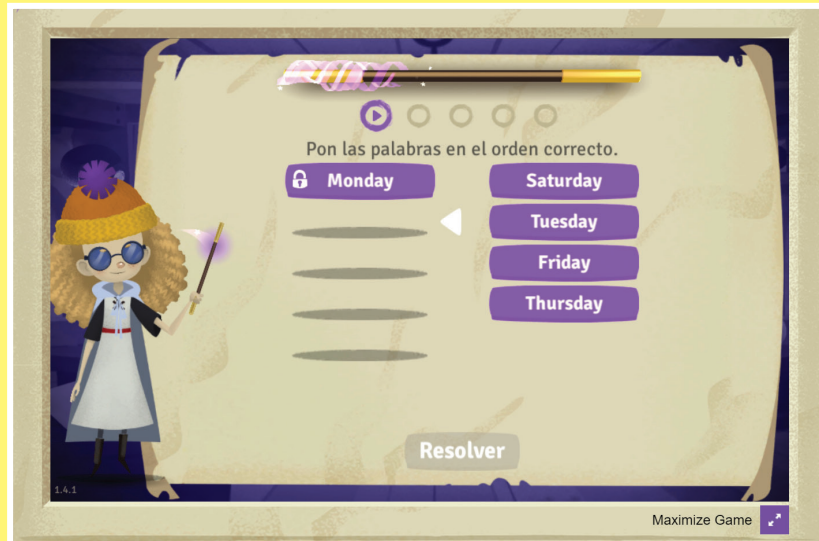 Pon las palabras en el orden correcto.
Monday
Saturday
Tuesday
Friday
Thursday
Resolver
1.4.1
Maximize Game